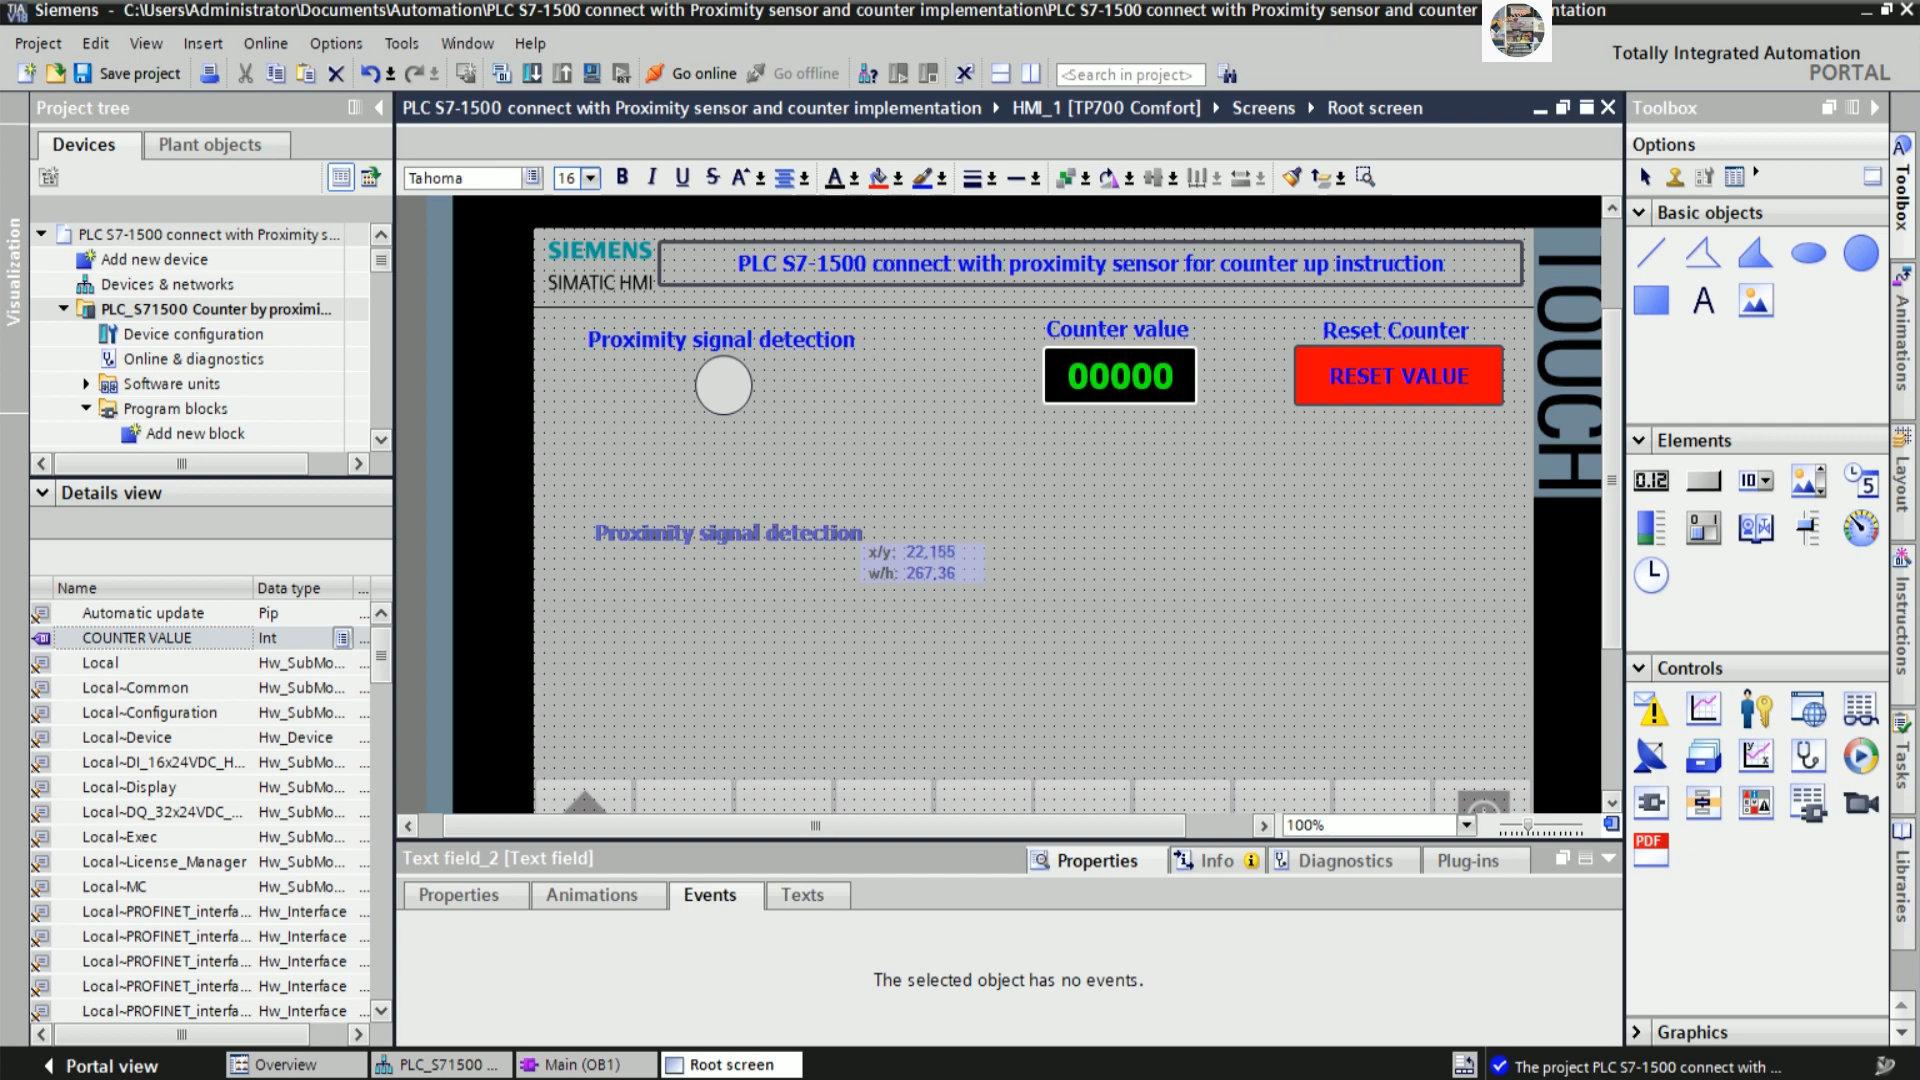 Siemens - C:\Users\Administrator\Documents\Automation\PLC S7-1500 connect with Proximity sensor and counter implementation\PLC S7-1500 connect with Proximity sensor and counter
Project Edit View Insert Online Options Tools Window Help
Totally Integrated Automation
PORTAL
Save project
Go online
Go offline
<Search in project>
Project tree
PLC S7-1500 connect with Proximity sensor and counter implementation
HMI_1 [TP700 Comfort]
Screens
Root screen
Toolbox
Devices
Plant objects
Options
Tahoma
16
B I U S A
Visualization
PLC S7-1500 connect with Proximity s...
Add new device
Devices & networks
PLC_S71500 Counter by proximi...
Device configuration
Online & diagnostics
Software units
Program blocks
Add new block
SIEMENS
SIMATIC HMI
PLC S7-1500 connect with proximity sensor for counter up instruction
TOUCH
Proximity signal detection
Counter value
00000
Reset Counter
RESET VALUE
Proximity signal detection
x/y: 22,155
w/h: 267,36
Basic objects
Elements
Controls
PDF
Graphics
Toolbox
Animations
Layout
Instructions
Tasks
Libraries
Details view
Name Data type ...
Automatic update Pip ...
COUNTER VALUE Int ...
Local Hw_SubMo... ...
Local~Common Hw_SubMo... ...
Local~Configuration Hw_SubMo... ...
Local~Device Hw_Device ...
Local~DI_16x24VDC_H... Hw_SubMo... ...
Local~Display Hw_SubMo... ...
Local~DQ_32x24VDC_... Hw_SubMo... ...
Local~Exec Hw_SubMo... ...
Local~License_Manager Hw_SubMo... ...
Local~MC Hw_SubMo... ...
Local~PROFINET_interfa... Hw_Interface ...
Local~PROFINET_interfa... Hw_Interface ...
Local~PROFINET_interfa... Hw_Interface ...
Local~PROFINET_interfa... Hw_Interface ...
Local~PROFINET_interfa... Hw_Interface ...
100%
Text field_2 [Text field]
Properties
Info
Diagnostics
Plug-ins
Properties
Animations
Events
Texts
The selected object has no events.
Portal view
Overview
PLC_S71500 ...
Main (OB1)
Root screen
The project PLC S7-1500 connect with ...